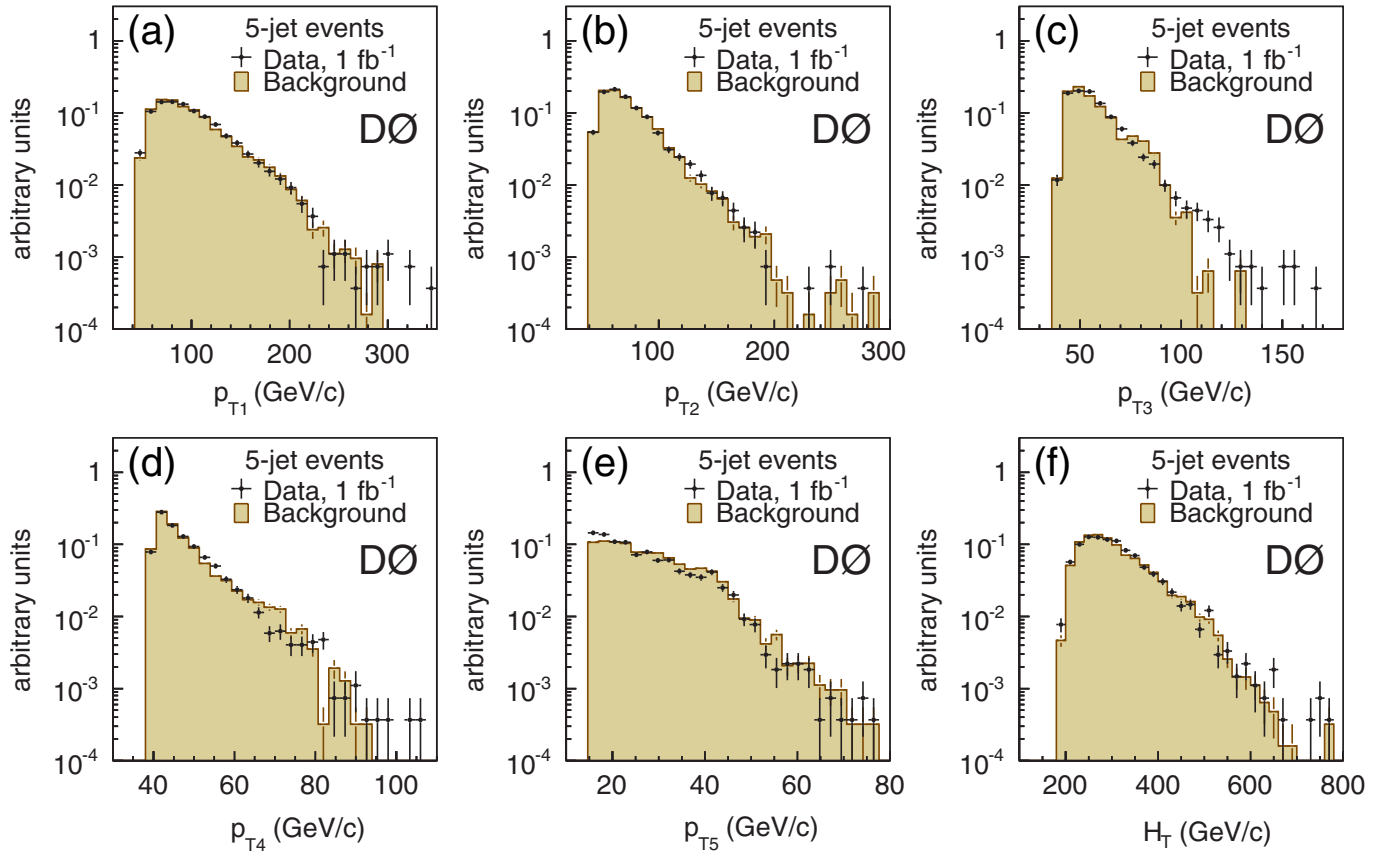 (a)
5-jet events
Data, 1 fb⁻¹
Background
DØ
arbitrary units
1
10⁻¹
10⁻²
10⁻³
10⁻⁴
100 200 300
p_T1 (GeV/c)
(b)
5-jet events
Data, 1 fb⁻¹
Background
DØ
arbitrary units
1
10⁻¹
10⁻²
10⁻³
10⁻⁴
100 200 300
p_T2 (GeV/c)
(c)
5-jet events
Data, 1 fb⁻¹
Background
DØ
arbitrary units
1
10⁻¹
10⁻²
10⁻³
10⁻⁴
50 100 150
p_T3 (GeV/c)
(d)
5-jet events
Data, 1 fb⁻¹
Background
DØ
arbitrary units
1
10⁻¹
10⁻²
10⁻³
10⁻⁴
40 60 80 100
p_T4 (GeV/c)
(e)
5-jet events
Data, 1 fb⁻¹
Background
DØ
arbitrary units
1
10⁻¹
10⁻²
10⁻³
10⁻⁴
20 40 60 80
p_T5 (GeV/c)
(f)
5-jet events
Data, 1 fb⁻¹
Background
DØ
arbitrary units
1
10⁻¹
10⁻²
10⁻³
10⁻⁴
200 400 600 800
H_T (GeV/c)